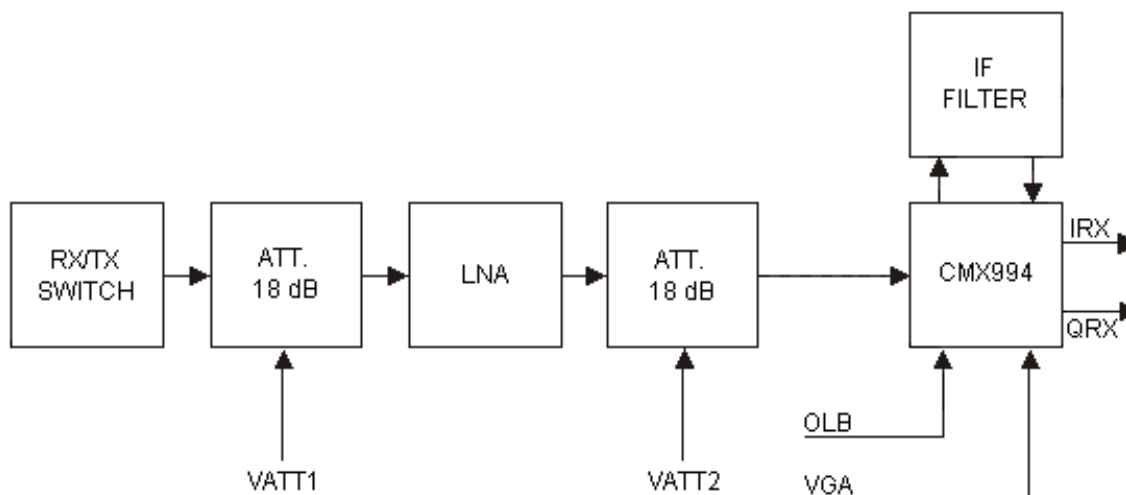 IF
FILTER
RX/TX
SWITCH
ATT.
18 dB
LNA
ATT.
18 dB
CMX994
IRX
QRX
OLB
VATT1
VATT2
VGA